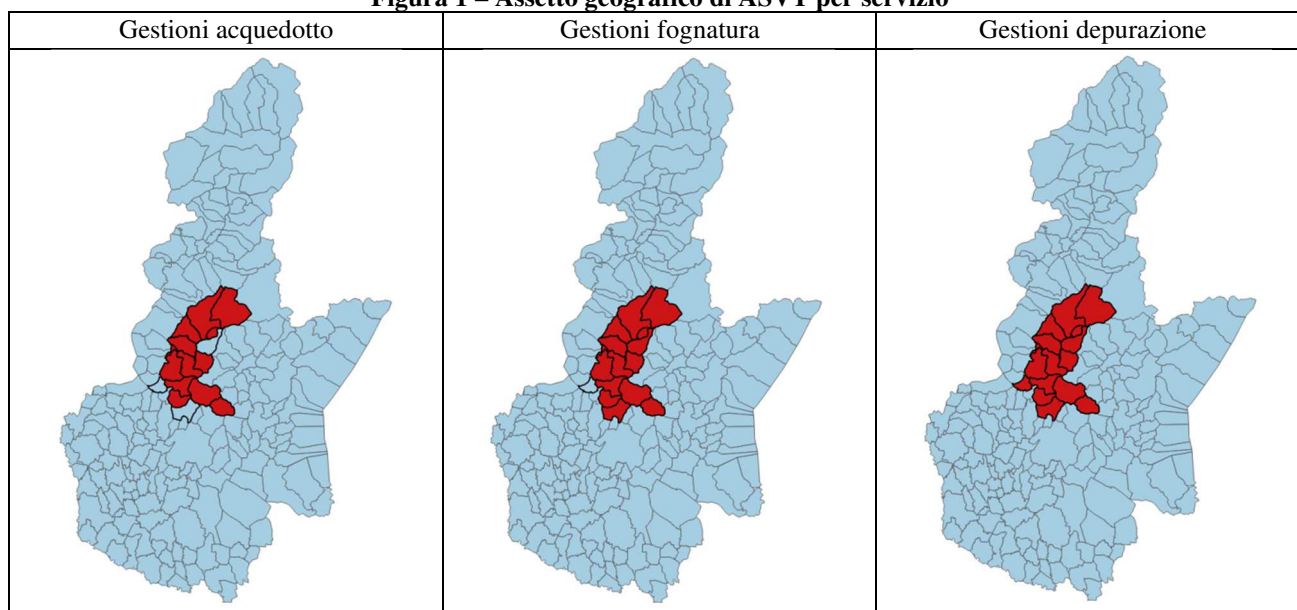 Figura 1 – Assetto geografico di ASVT per servizio
Gestioni acquedotto
Gestioni fognatura
Gestioni depurazione